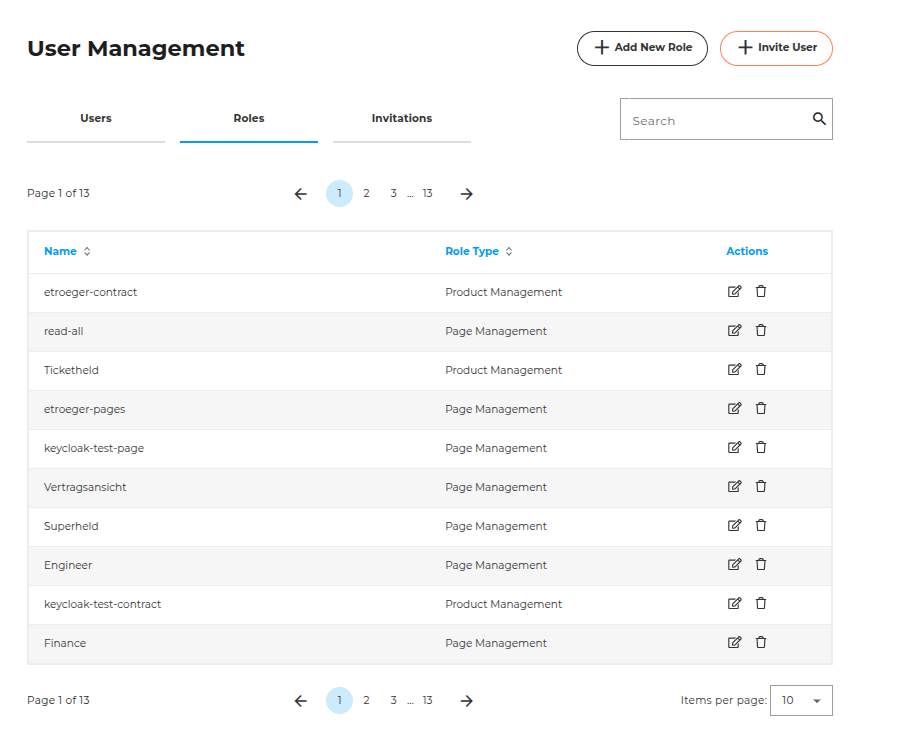 User Management
Add New Role
Invite User
Users
Roles
Invitations
Search
Page 1 of 13
1 2 3 ... 13
Name Role Type Actions
etroeger-contract Product Management
read-all Page Management
Ticketheld Product Management
etroeger-pages Page Management
keycloak-test-page Page Management
Vertragsansicht Page Management
Superheld Page Management
Engineer Page Management
keycloak-test-contract Product Management
Finance Page Management
Page 1 of 13
1 2 3 ... 13
Items per page: 10